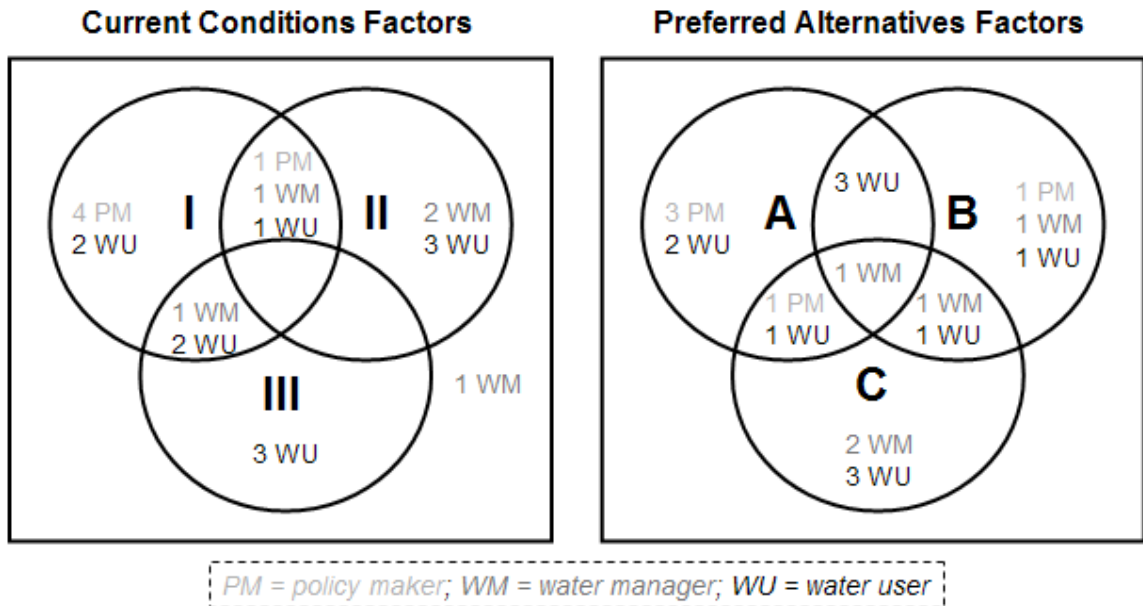 Current Conditions Factors
4 PM
2 WU
I
1 PM
1 WM
1 WU
II
2 WM
3 WU
1 WM
2 WU
III
3 WU
1 WM
Preferred Alternatives Factors
3 PM
2 WU
A
3 WU
B
1 PM
1 WM
1 WU
1 WM
1 PM
1 WU
1 WM
1 WU
C
2 WM
3 WU
PM = policy maker; WM = water manager; WU = water user